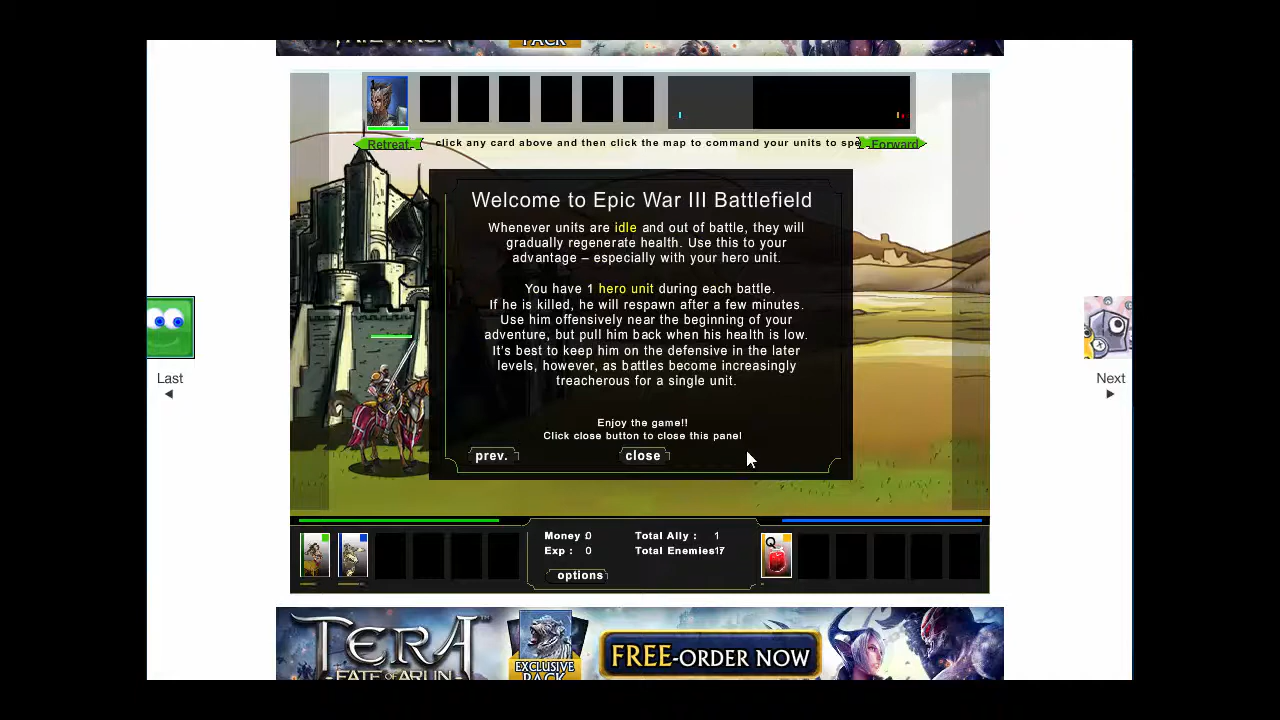 PACK
Retreat
click any card above and then click the map to command your units to spe
Forward
Welcome to Epic War III Battlefield
Whenever units are idle and out of battle, they will
gradually regenerate health. Use this to your
advantage – especially with your hero unit.
You have 1 hero unit during each battle.
If he is killed, he will respawn after a few minutes.
Use him offensively near the beginning of your
adventure, but pull him back when his health is low.
It's best to keep him on the defensive in the later
levels, however, as battles become increasingly
treacherous for a single unit.
Enjoy the game!!
Click close button to close this panel
prev.
close
Last
Next
Money : 0
Total Ally : 1
Exp : 0
Total Enemies 17
options
Q
TERA
FATE OF ARUN
EXCLUSIVE
PACK
FREE-ORDER NOW